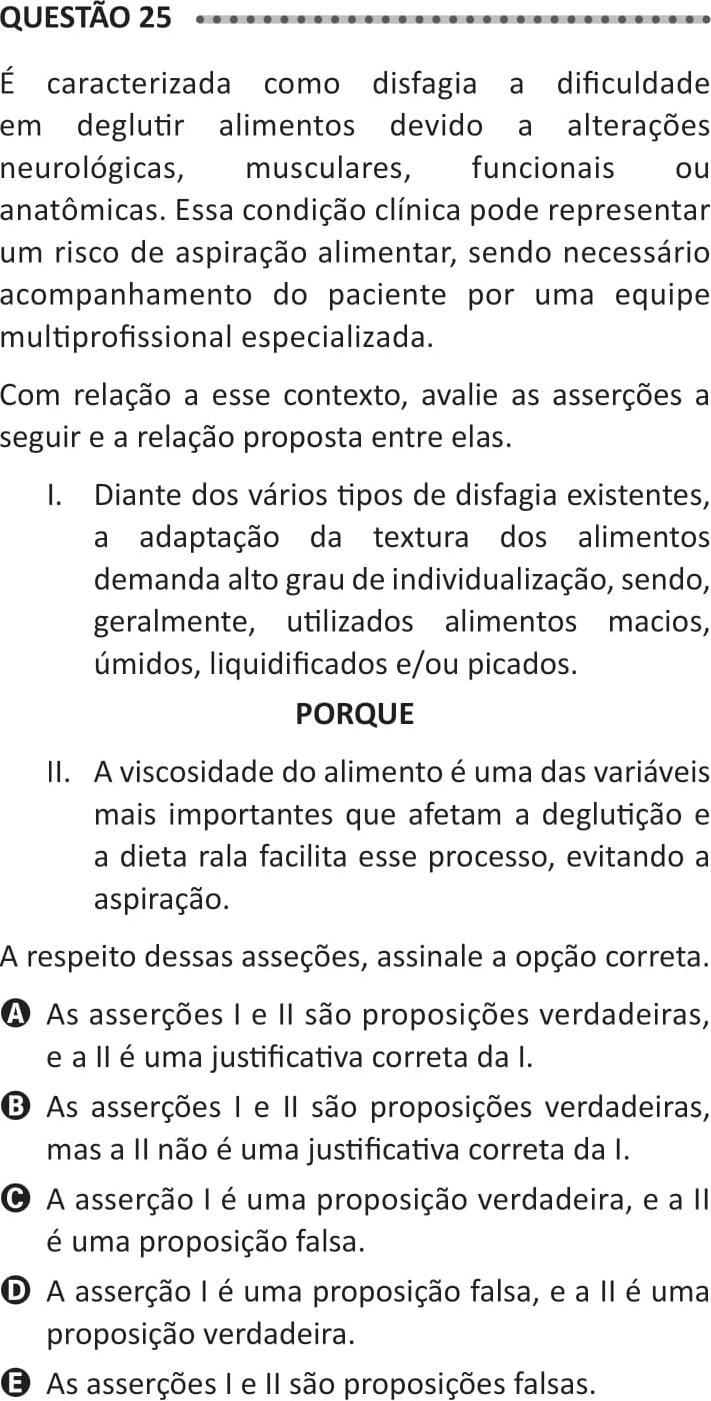 QUESTÃO 25
É caracterizada como disfagia a dificuldade
em deglutir alimentos devido a alterações
neurológicas, musculares, funcionais ou
anatômicas. Essa condição clínica pode representar
um risco de aspiração alimentar, sendo necessário
acompanhamento do paciente por uma equipe
multiprofissional especializada.
Com relação a esse contexto, avalie as asserções a
seguir e a relação proposta entre elas.
I. Diante dos vários tipos de disfagia existentes,
a adaptação da textura dos alimentos
demanda alto grau de individualização, sendo,
geralmente, utilizados alimentos macios,
úmidos, liquidificados e/ou picados.
PORQUE
II. A viscosidade do alimento é uma das variáveis
mais importantes que afetam a deglutição e
a dieta rala facilita esse processo, evitando a
aspiração.
A respeito dessas asseções, assinale a opção correta.
A As asserções I e II são proposições verdadeiras,
e a II é uma justificativa correta da I.
B As asserções I e II são proposições verdadeiras,
mas a II não é uma justificativa correta da I.
C A asserção I é uma proposição verdadeira, e a II
é uma proposição falsa.
D A asserção I é uma proposição falsa, e a II é uma
proposição verdadeira.
E As asserções I e II são proposições falsas.